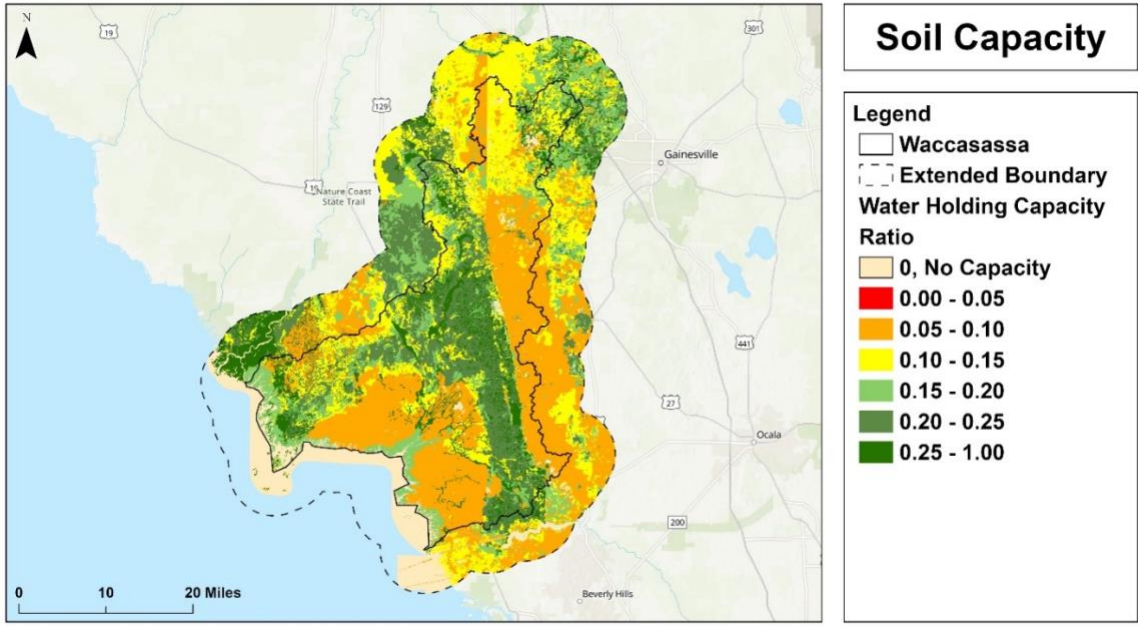 N
19
301
129
Gainesville
19
Nature Coast
State Trail
441
27
Ocala
200
Beverly Hills
0 10 20 Miles
Soil Capacity
Legend
Waccasassa
Extended Boundary
Water Holding Capacity
Ratio
0, No Capacity
0.00 - 0.05
0.05 - 0.10
0.10 - 0.15
0.15 - 0.20
0.20 - 0.25
0.25 - 1.00